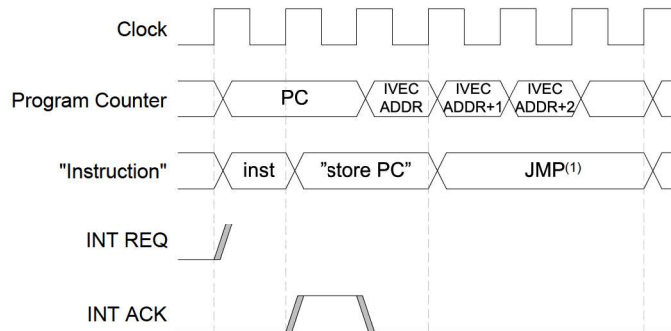 Clock
Program Counter
PC
IVEC
ADDR
IVEC
ADDR+1
IVEC
ADDR+2
"Instruction"
inst
”store PC”
JMP(1)
INT REQ
INT ACK